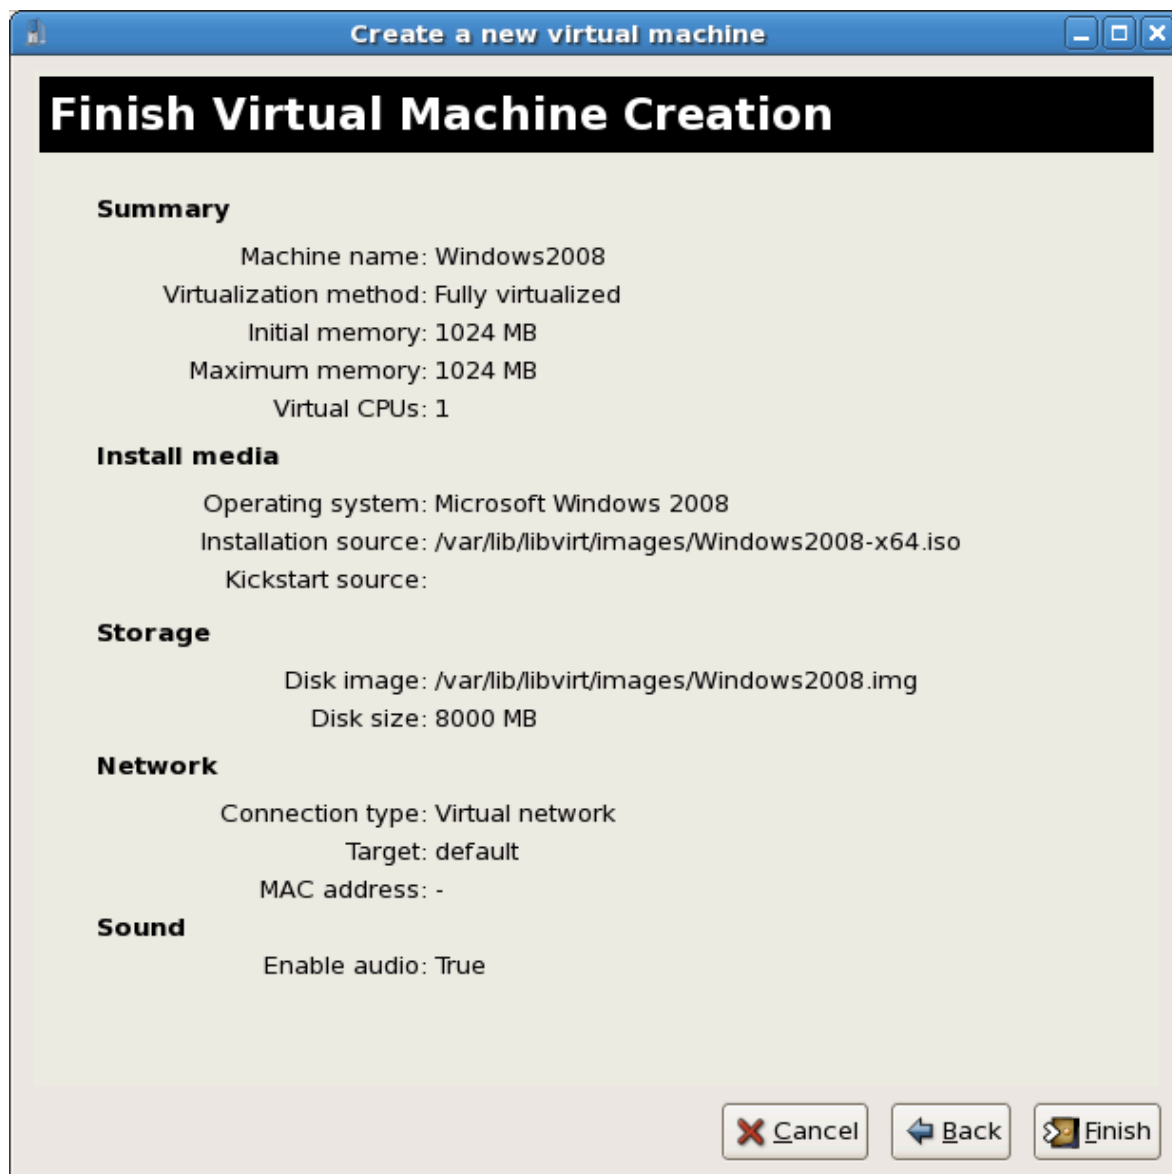 Create a new virtual machine
Finish Virtual Machine Creation
Summary
Machine name: Windows2008
Virtualization method: Fully virtualized
Initial memory: 1024 MB
Maximum memory: 1024 MB
Virtual CPUs: 1
Install media
Operating system: Microsoft Windows 2008
Installation source: /var/lib/libvirt/images/Windows2008-x64.iso
Kickstart source:
Storage
Disk image: /var/lib/libvirt/images/Windows2008.img
Disk size: 8000 MB
Network
Connection type: Virtual network
Target: default
MAC address: -
Sound
Enable audio: True
Cancel Back Finish